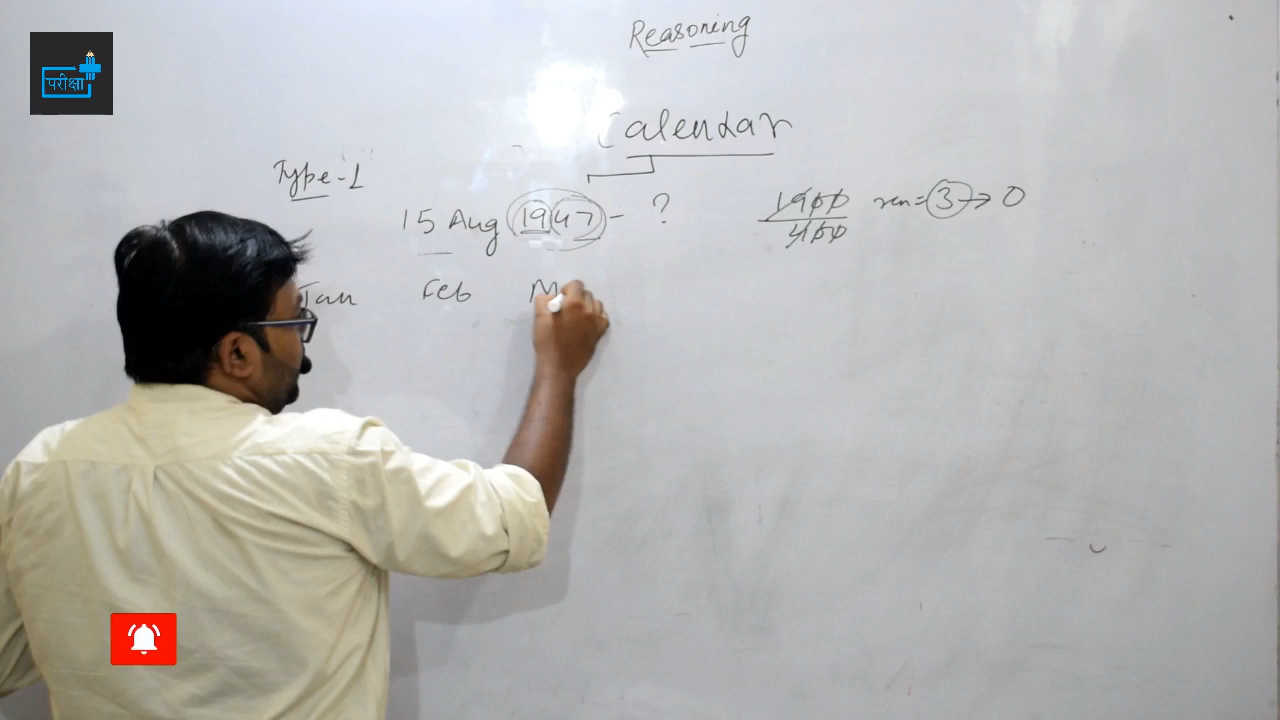 Reasoning
परीक्षा
Calendar
Type-1
15 Aug 1947 - ?
1900
400
rem = 3 → 0
Jan Feb M